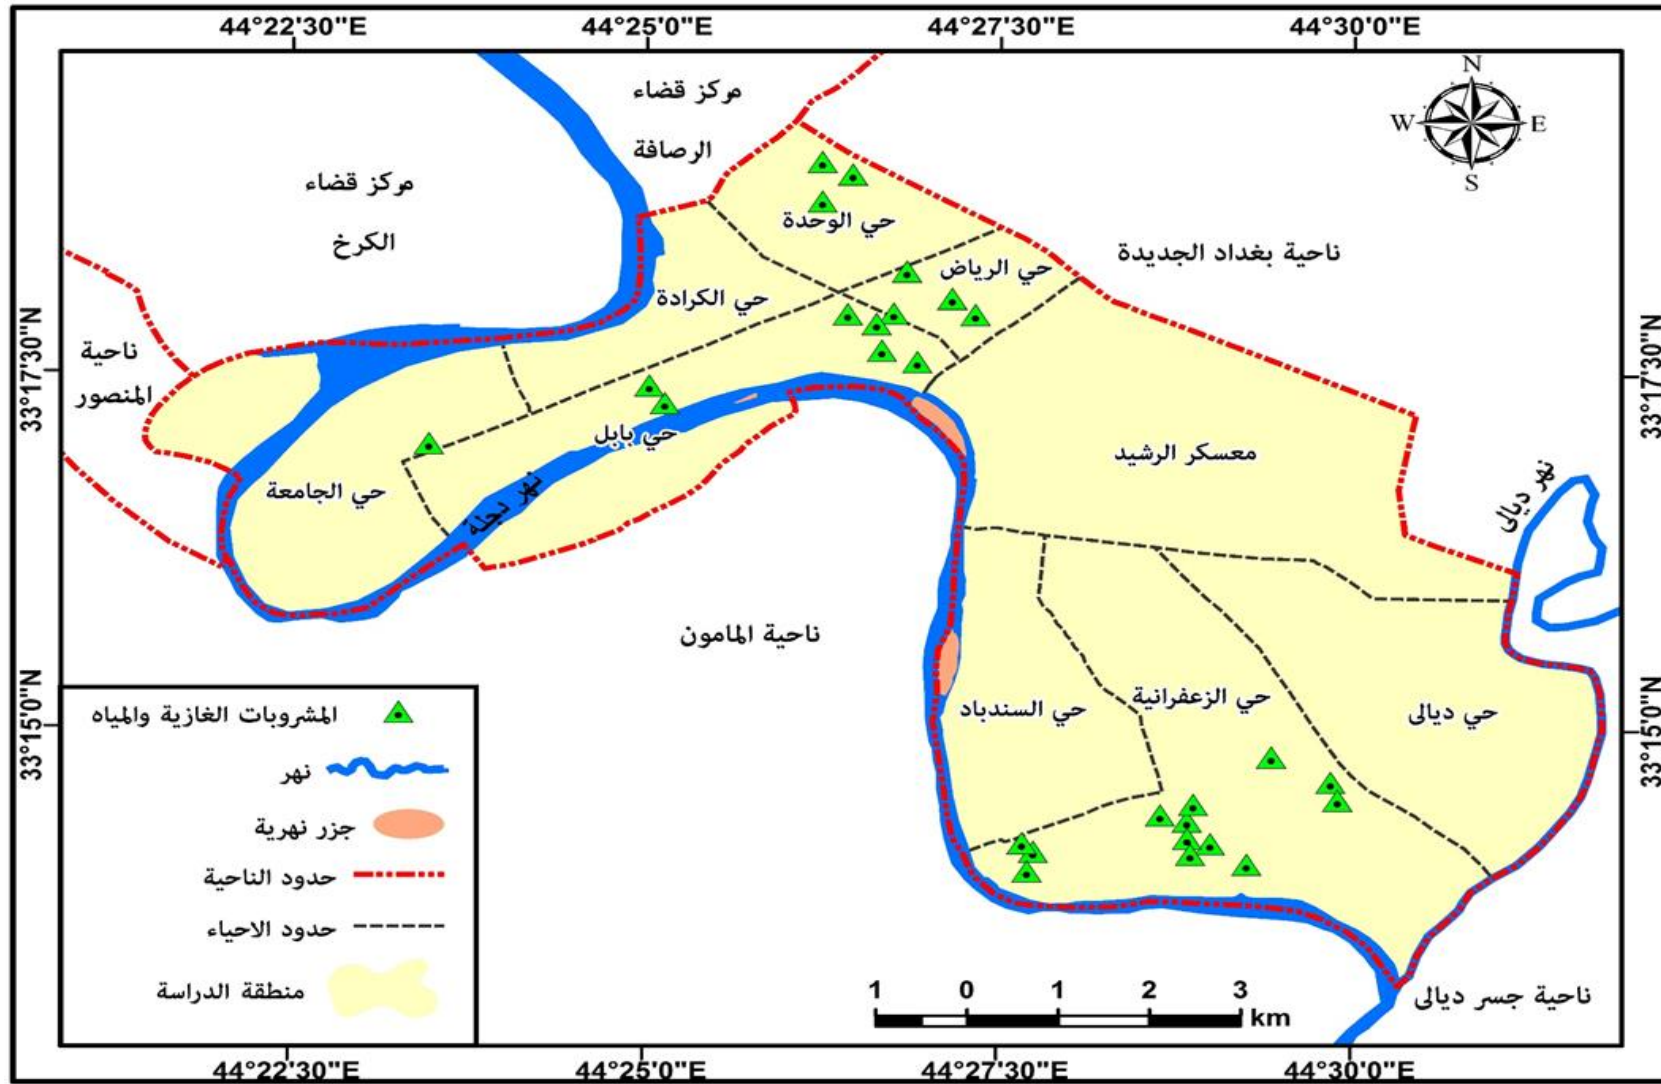 44°22'30"E
44°25'0"E
44°27'30"E
44°30'0"E
مركز قضاء
الرصافة
مركز قضاء
الكرخ
N
W
E
S
حي الوحدة
ناحية بغداد الجديدة
حي الرياض
حي الكرادة
33°17'30"N
33°17'30"N
ناحية
المنصور
حي بابل
معسكر الرشيد
حي الجامعة
نهر دجلة
نهر ديالى
ناحية المامون
حي الزعفرانية
حي السندباد
حي ديالى
33°15'0"N
33°15'0"N
المشروبات الغازية والمياه
نهر
جزر نهرية
حدود الناحية
حدود الاحياء
منطقة الدراسة
ناحية جسر ديالى
1 0 1 2 3
km
44°22'30"E
44°25'0"E
44°27'30"E
44°30'0"E